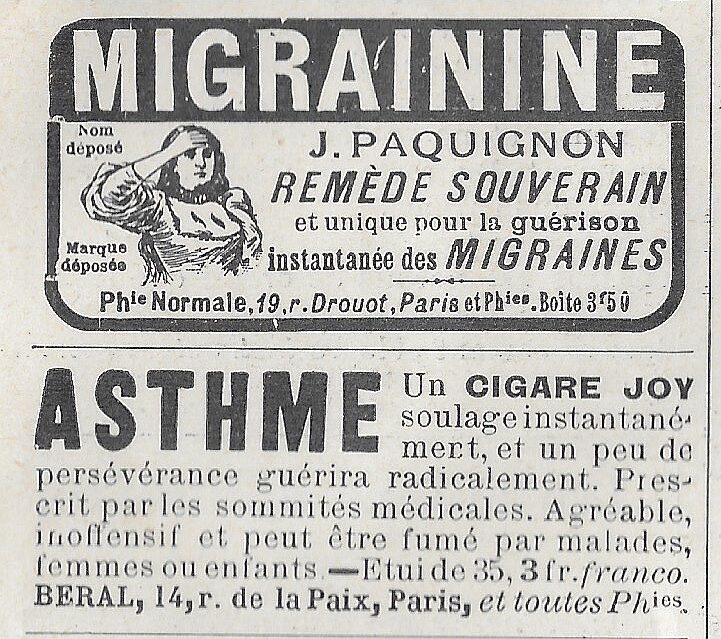 MIGRAININE
Nom
déposé
J. PAQUIGNON
REMÈDE SOUVERAIN
et unique pour la guérison
Marque
déposée
instantanée des MIGRAINES
Phie Normale, 19, r. Drouot, Paris et Phies. Boite 3f50
ASTHME
Un CIGARE JOY
soulage instantané-
ment, et un peu de
persévérance guérira radicalement. Pres-
crit par les sommités médicales. Agréable,
inoffensif et peut être fumé par malades,
femmes ou enfants. — Etui de 35, 3 fr. franco.
BERAL, 14, r. de la Paix, Paris, et toutes Phies.